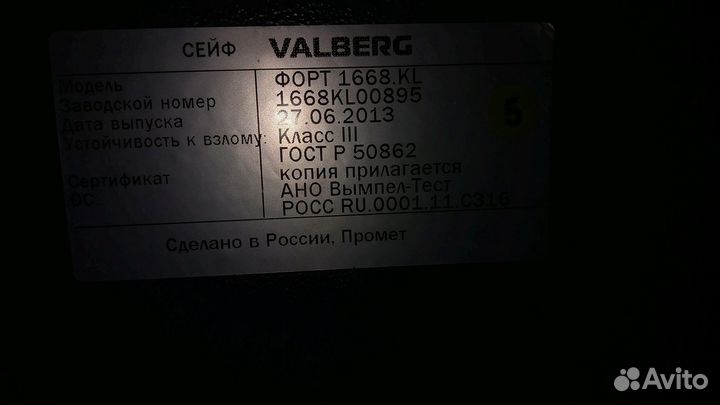 СЕЙФ VALBERG
Модель ФОРТ 1668.KL
Заводской номер 1668KL00895
Дата выпуска 27.06.2013
Устойчивость к взлому: Класс III
ГОСТ Р 50862
Сертификат копия прилагается
ОС АНО Вымпел-Тест
РОСС RU.0001.11.С316
Сделано в России, Промет
5
Avito